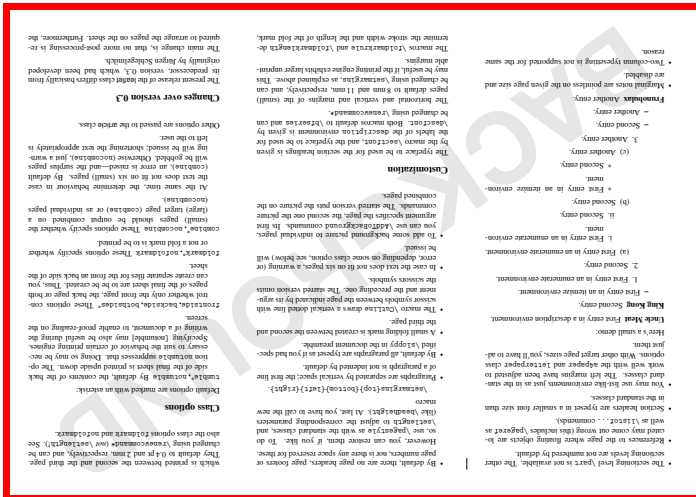 • The sectioning level \part is not available. The other
sectioning levels are not numbered by default.
• References to the page where floating objects are lo-
cated may come out wrong (this includes \pageref as
well as \listof... commends).
• Section headers are typeset in a smaller font size than
in the standard classes.
• You may use list-like environments just as in the stan-
dard classes. The left margins have been adjusted to
work well with the a4paper and letterpaper class
options. With other target page sizes, you'll have to ad-
just them.
Here's a small demo:
Uncle Meat First entry in a description environment.
King Kong Second entry.
– First entry in an itemize environment.
1. First entry in an enumerate environment.
2. Second entry.
(a) First entry in an enumerate environment.
i. First entry in an enumerate environ-
ment.
ii. Second entry.
(b) Second entry.
∗ First entry in an itemize environ-
ment.
∗ Second entry.
(c) Another entry.
3. Another entry.
– Second entry.
– Another entry.
Frunobulax Another entry.
• Marginal notes are pointless on the given page size and
are disabled.
• Two-column typesetting is not supported for the same
reason.
• By default, there are no page headers, page footers or
page numbers, nor is there any space reserved for these.
However, you can restore them, if you like. To do
so, use \pagestyle as with the standard classes, and
\setlength to adjust the corresponding parameters
(like \headheight). At last, you have to call the new
macro
\setmargins{top}{bottom}{left}{right}.
• Paragraphs are separated by vertical space; the first line
of a paragraph is not indented by default.
• By default, all paragraphs are typeset as if you had spec-
ified \sloppy in the document preamble.
• A small folding mark is created between the second and
the third page.
• The macro \cutline draws a vertical dotted line with
scissor symbols between the page indicated by its argu-
ment and the preceding one. The starred version omits
the scissors symbols.
• In case the text does not fit on six pages, a warning (or
error, depending on some class option, see below) will
be issued.
• To add some background picture to individual pages,
you can use \AddToBackground commands. Its first
argument specifies the page, the second one the picture
commands. The starred version puts the picture on the
combined pages.
Customization
The typeface to be used for the section headings is given
by the macro \sectfont, and the typeface to be used for
the labels of the description environment is given by
\descfont. Both macros default to \bfseries and can
be changed using \renewcommand*.
The horizontal and vertical margins of the (small)
pages default to 8 mm and 11 mm, respectively, and can
be changed using \setmargins, as explained above. This
may be useful, if the printing engine exhibits larger unprint-
able margins.
The macros \foldmarkrule and \foldmarklength de-
termine the stroke width and the length of the fold mark,
which is printed between the second and the third page.
They default to 0.4 pt and 2 mm, respectively, and can be
changed using \renewcommand* (not \setlength!). See
also the class options foldmark and nofoldmark.
Class options
Default options are marked with an asterisk:
tumble*,notumble By default, the contents of the back
side of the final sheet is printed upside down. The op-
tion notumble suppresses that. Doing so may be nec-
essary to suit the behavior of certain printing engines.
Specifying [notumble] may also be useful during the
writing of a document, to enable proof-reading on the
screen.
frontside,backside,bothsides* These options con-
trol whether only the front page, the back page or both
pages of the final sheet are to be created. Thus, you
can create separate files for the front an back side of the
sheet.
foldmark*,nofoldmark These options specify whether
or not a fold mark is to be printed.
combine*,nocombine These options specify whether the
(small) pages should be output combined on a
(large) target page (combine) or as individual pages
(nocombine).
At the same time, the determine behaviour in case
the text does not fit on six (small) pages. By default
(combine), an error is raised—and the surplus pages
will be gobbled. Otherwise (nocombine), just a warn-
ing will be issued; shortening the text appropriately is
left to the user.
Other options are passed to the article class.
Changes over version 0.3
The present release of the leaflet class differs basically from
its predecessor, version 0.3, which had been developed
originally by Jürgen Schlegelmilch.
The main change is, that no more post-processing is re-
quired to arrange the pages on the sheet. Furthermore, the
BACKGROUND